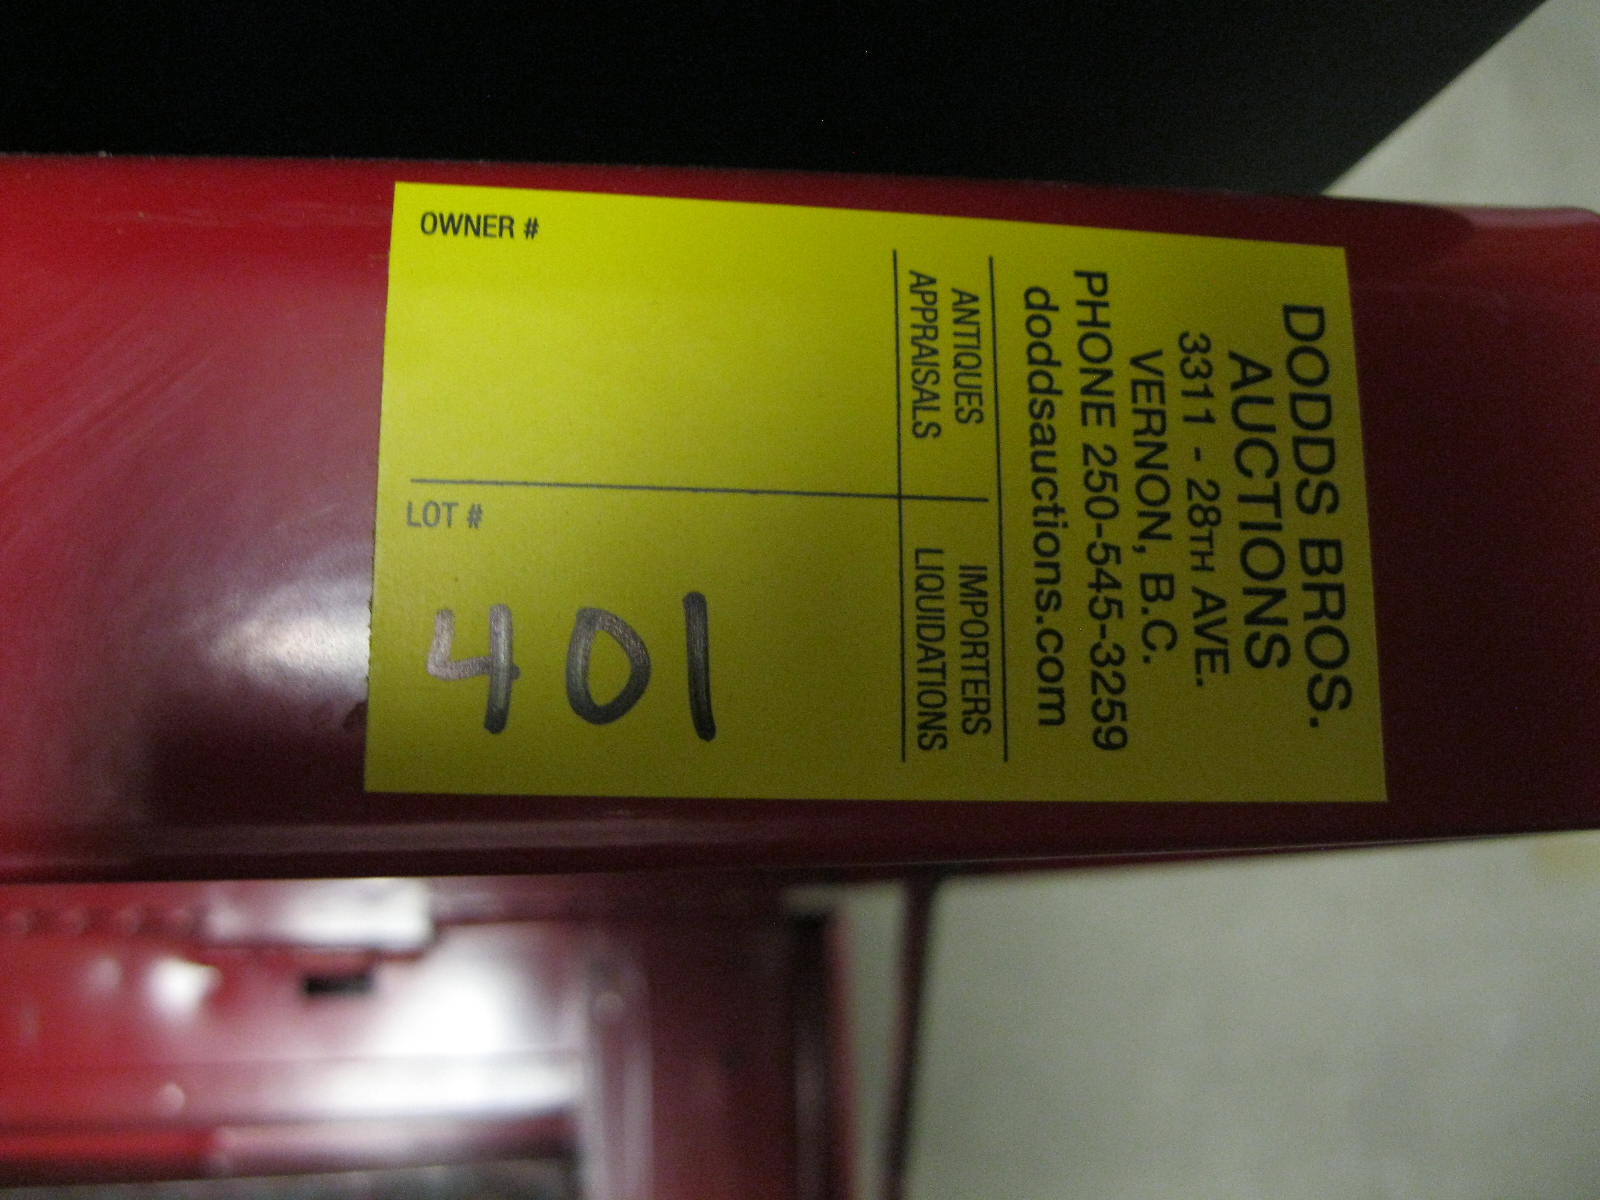 DODDS BROS.
AUCTIONS
3311 - 28TH AVE.
VERNON, B.C.
PHONE 250-545-3259
doddsauctions.com
ANTIQUES IMPORTERS
APPRAISALS LIQUIDATIONS
OWNER #
LOT #
401